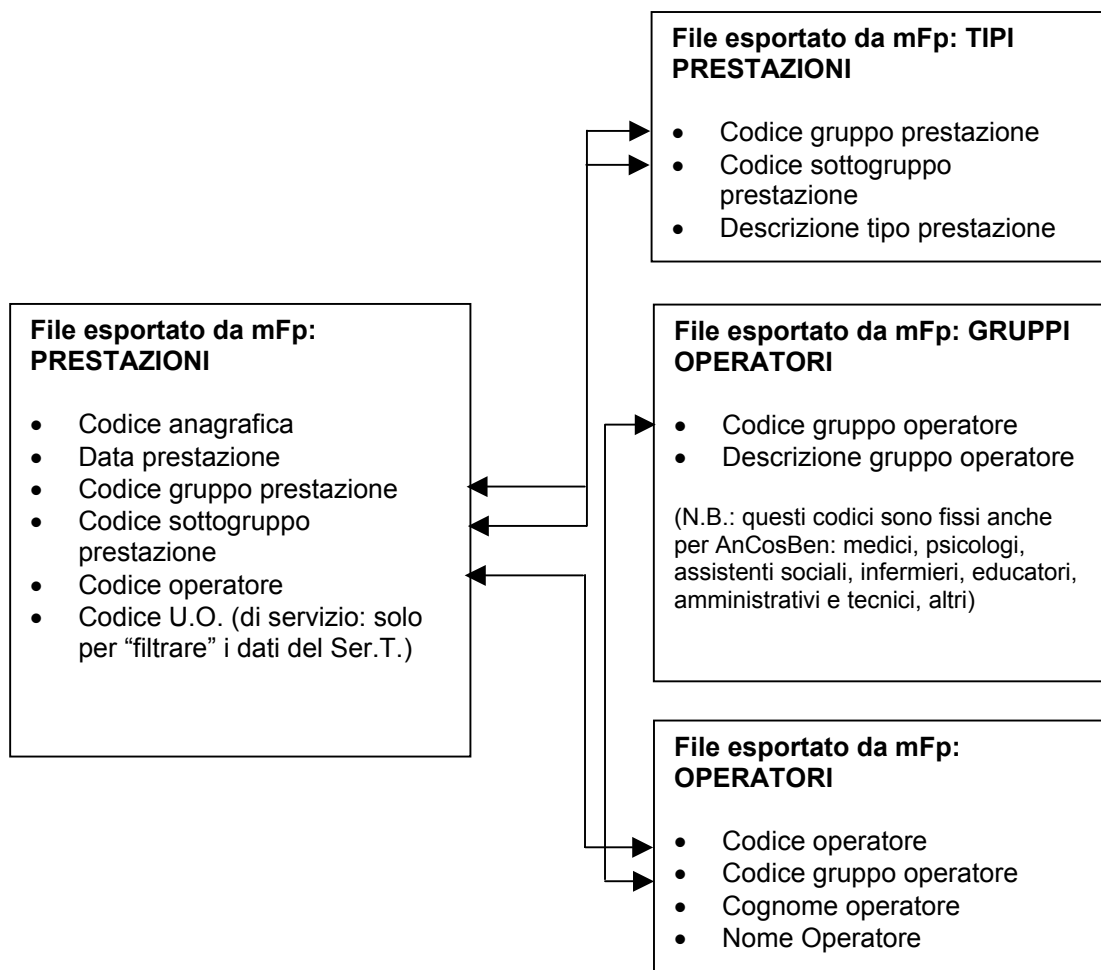 File esportato da mFp: TIPI
PRESTAZIONI
• Codice gruppo prestazione
• Codice sottogruppo
prestazione
• Descrizione tipo prestazione
File esportato da mFp:
PRESTAZIONI
• Codice anagrafica
• Data prestazione
• Codice gruppo prestazione
• Codice sottogruppo
prestazione
• Codice operatore
• Codice U.O. (di servizio: solo
per “filtrare” i dati del Ser.T.)
File esportato da mFp: GRUPPI
OPERATORI
• Codice gruppo operatore
• Descrizione gruppo operatore
(N.B.: questi codici sono fissi anche
per AnCosBen: medici, psicologi,
assistenti sociali, infermieri, educatori,
amministrativi e tecnici, altri)
File esportato da mFp:
OPERATORI
• Codice operatore
• Codice gruppo operatore
• Cognome operatore
• Nome Operatore